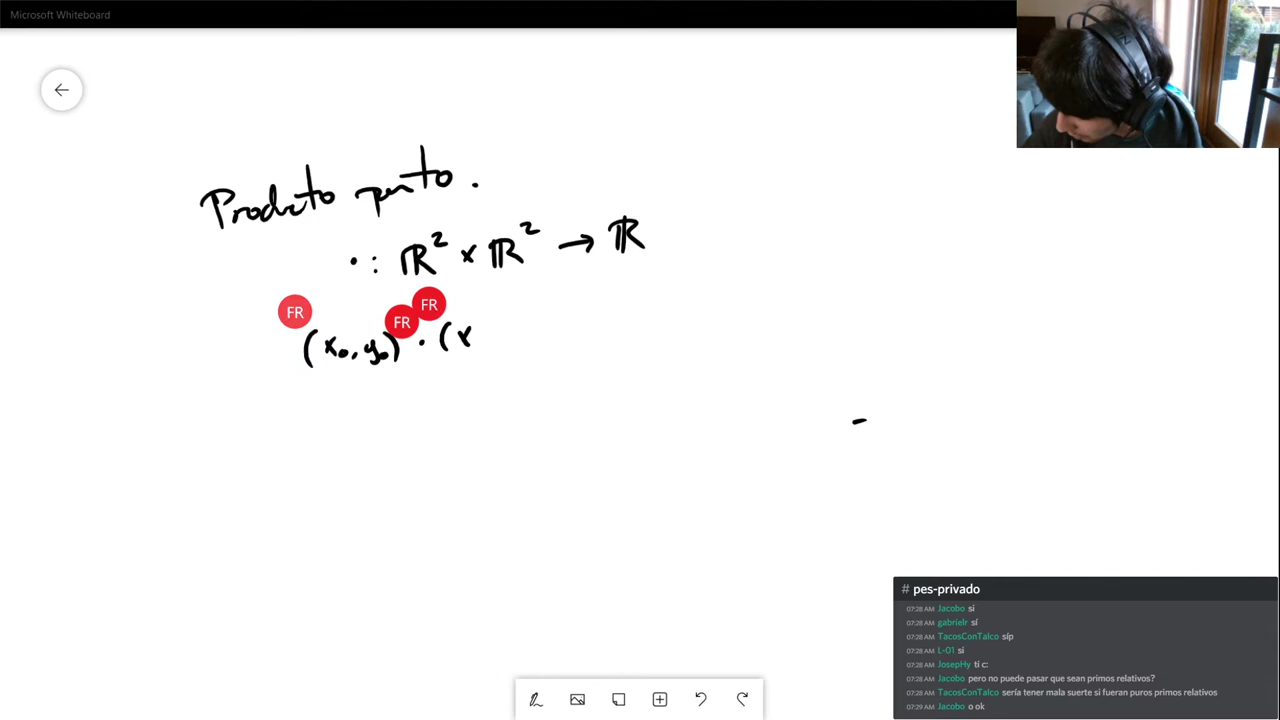 Microsoft Whiteboard
Producto punto.
· : ℝ² × ℝ² → ℝ
FR FR FR
(x₀, y₀) · (x
-
# pes-privado
07:28 AM Jacobo si
07:28 AM gabrielr sí
07:28 AM TacosConTalco síp
07:28 AM L-01 si
07:28 AM JosepHy ti c:
07:28 AM Jacobo pero no puede pasar que sean primos relativos?
07:28 AM TacosConTalco sería tener mala suerte si fueran puros primos relativos
07:29 AM Jacobo o ok